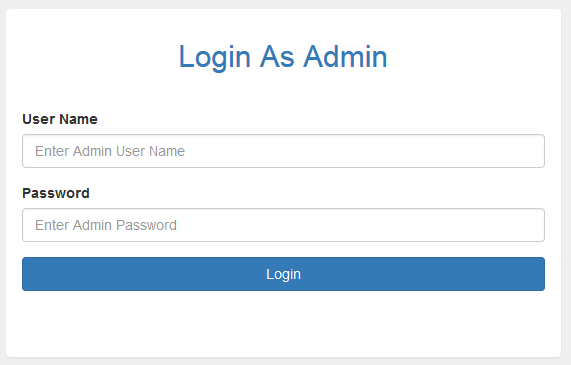 Login As Admin
User Name
Enter Admin User Name
Password
Enter Admin Password
Login